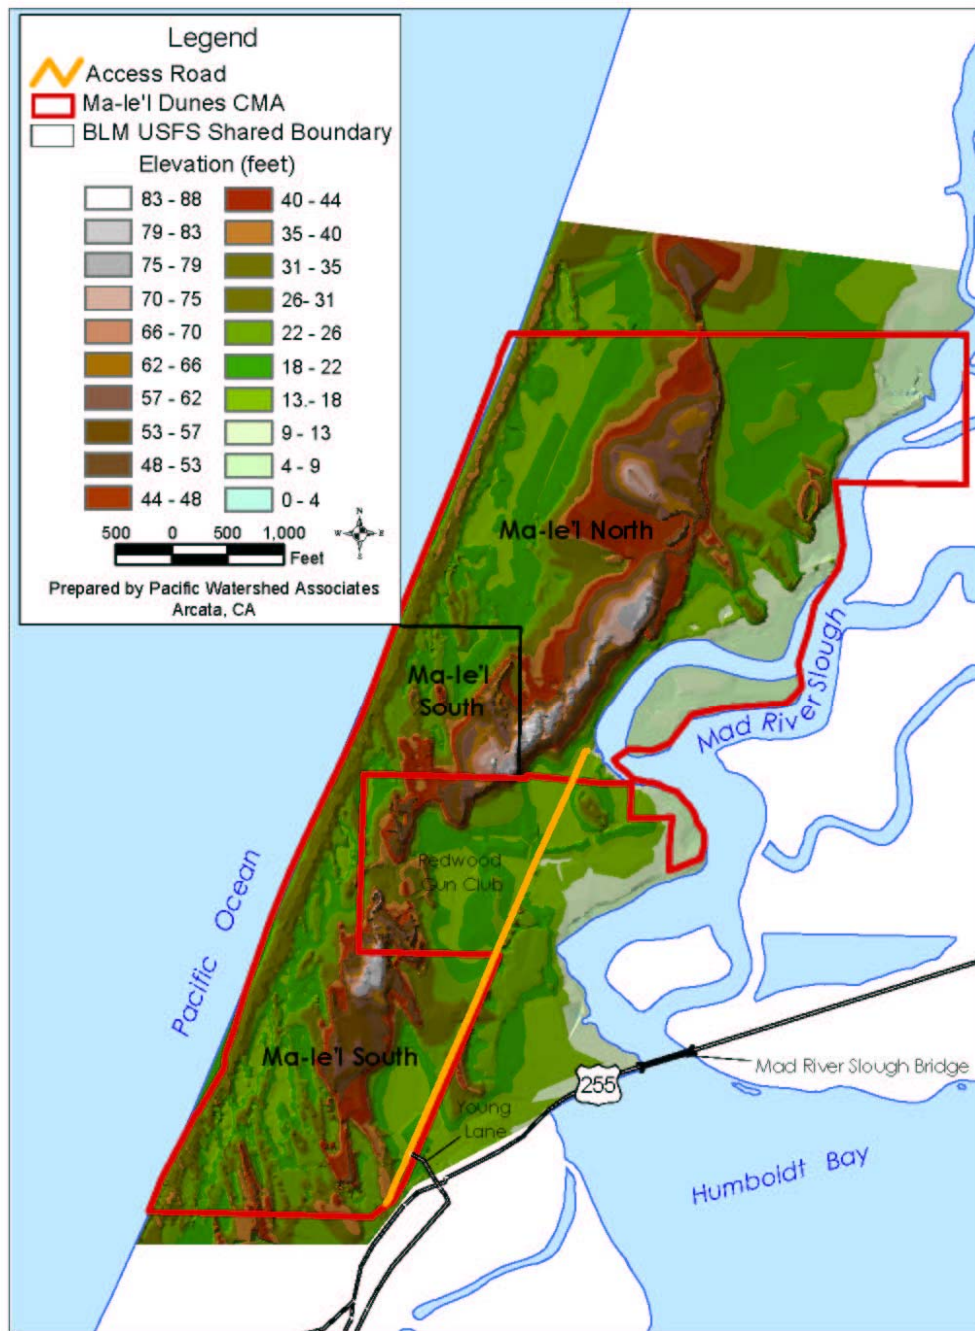 Legend
Access Road
Ma-le'l Dunes CMA
BLM USFS Shared Boundary
Elevation (feet)
83 - 88
79 - 83
75 - 79
70 - 75
66 - 70
62 - 66
57 - 62
53 - 57
48 - 53
44 - 48
40 - 44
35 - 40
31 - 35
26- 31
22 - 26
18 - 22
13.- 18
9 - 13
4 - 9
0 - 4
500 0 500 1,000
Feet
N
W E
S
Prepared by Pacific Watershed Associates
Arcata, CA
Ma-le'l North
Ma-le'l
South
Mad River Slough
Redwood
Gun Club
Pacific Ocean
Ma-le'l South
Young
Lane
255
Mad River Slough Bridge
Humboldt Bay